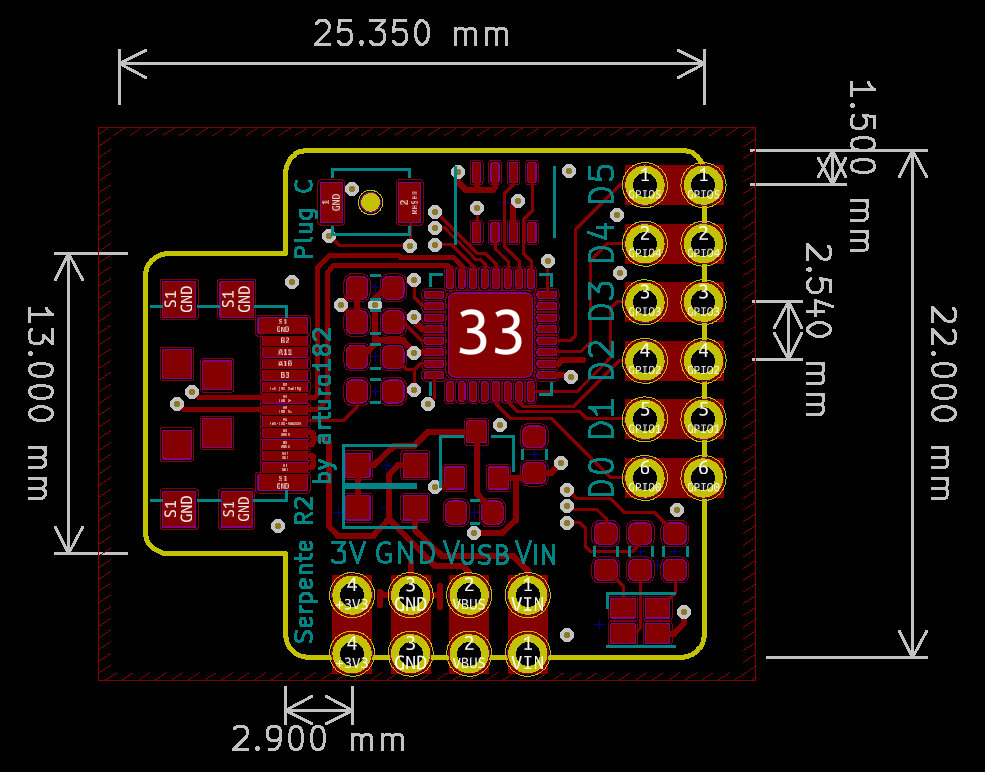 25.350 mm
1.500 mm
Plug C
1
GND
2
D5
1
GPIO5
1
GPIO5
D4
2
GPIO4
2
GPIO4
2.540 mm
D3
3
GPIO3
3
GPIO3
33
S1
GND
S1
GND
S1
GND
B2
A11
A10
B3
13.000 mm
by arturo182
D2
4
GPIO2
4
GPIO2
22.000 mm
D1
5
GPIO1
5
GPIO1
D0
6
GPIO0
6
GPIO0
S1
GND
S1
GND
S1
GND
Serpente R2
3V GND VUSB VIN
4
+3V3
3
GND
2
VBUS
1
VIN
4
+3V3
3
GND
2
VBUS
1
VIN
2.900 mm